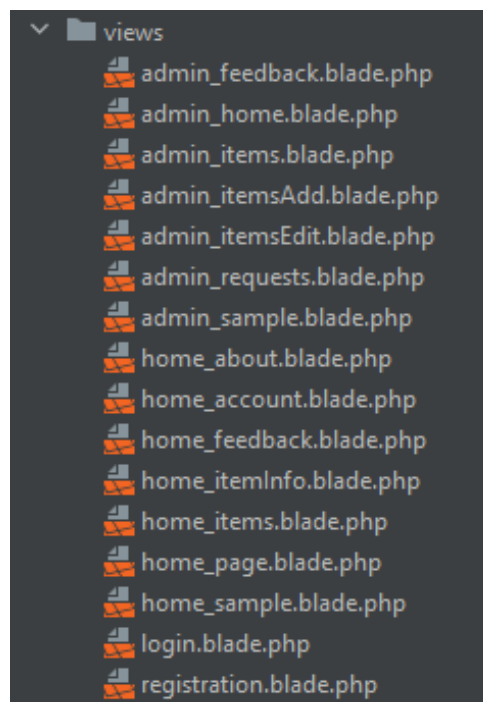 views
admin_feedback.blade.php
admin_home.blade.php
admin_items.blade.php
admin_itemsAdd.blade.php
admin_itemsEdit.blade.php
admin_requests.blade.php
admin_sample.blade.php
home_about.blade.php
home_account.blade.php
home_feedback.blade.php
home_itemInfo.blade.php
home_items.blade.php
home_page.blade.php
home_sample.blade.php
login.blade.php
registration.blade.php